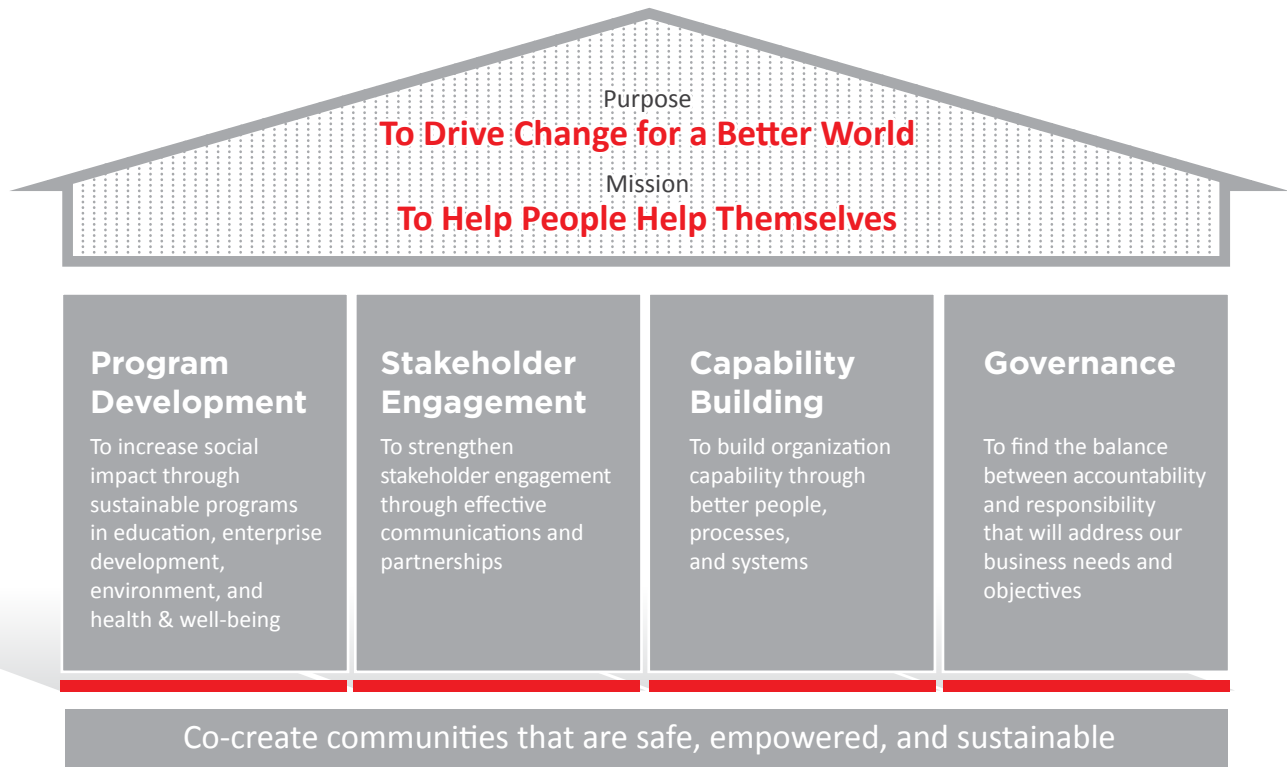 Purpose
To Drive Change for a Better World
Mission
To Help People Help Themselves
Program
Development
To increase social
impact through
sustainable programs
in education, enterprise
development,
environment, and
health & well-being
Stakeholder
Engagement
To strengthen
stakeholder engagement
through effective
communications and
partnerships
Capability
Building
To build organization
capability through
better people,
processes,
and systems
Governance
To find the balance
between accountability
and responsibility
that will address our
business needs and
objectives
Co-create communities that are safe, empowered, and sustainable